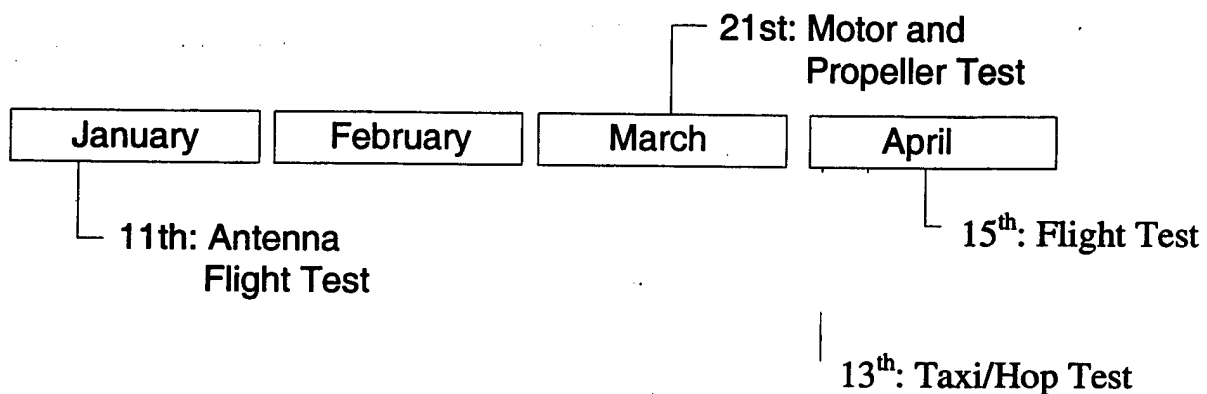 21st: Motor and
Propeller Test
January
February
March
April
11th: Antenna
Flight Test
15th: Flight Test
13th: Taxi/Hop Test